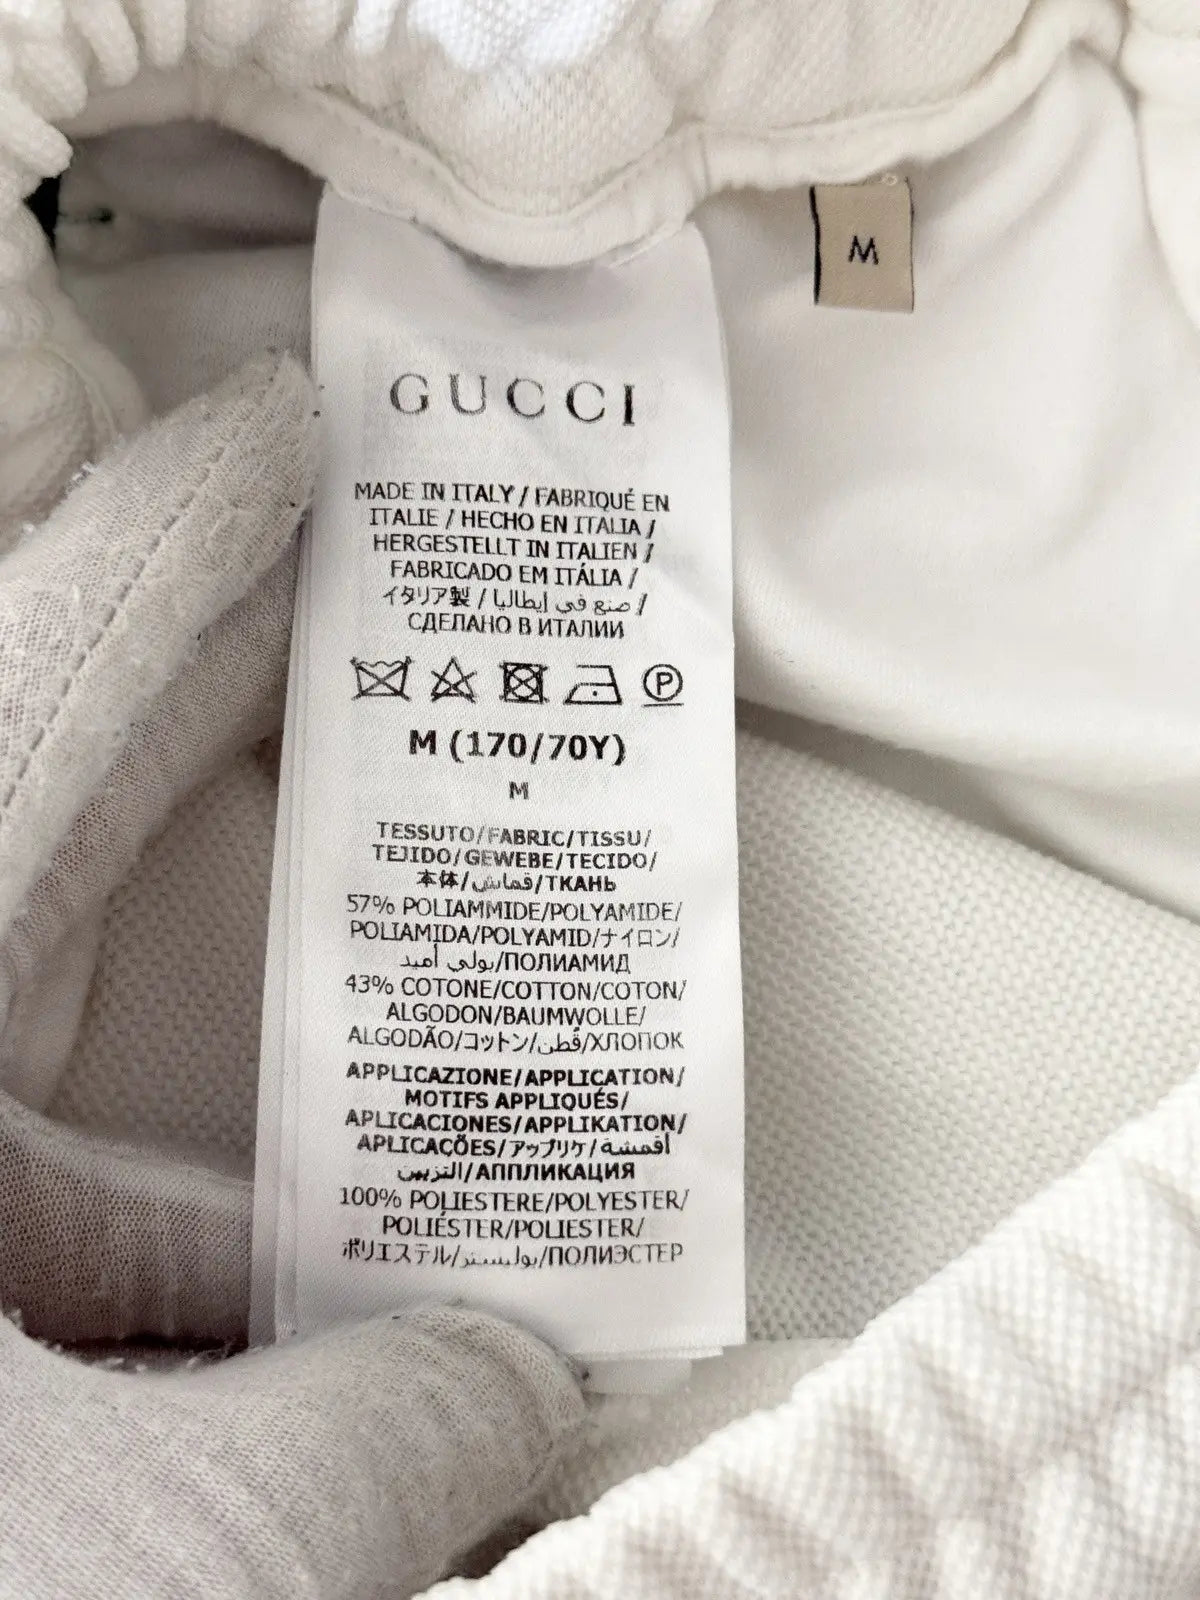 M
GUCCI
MADE IN ITALY / FABRIQUÉ EN
ITALIE / HECHO EN ITALIA /
HERGESTELLT IN ITALIEN /
FABRICADO EM ITÁLIA /
イタリア製 / صنع في إيطاليا /
СДЕЛАНО В ИТАЛИИ
P
M (170/70Y)
M
TESSUTO/FABRIC/TISSU/
TEJIDO/GEWEBE/TECIDO/
本体/قماش/ТКАНЬ
57% POLIAMMIDE/POLYAMIDE/
POLIAMIDA/POLYAMID/ナイロン/
بولي أميد/ПОЛИАМИД
43% COTONE/COTTON/COTON/
ALGODON/BAUMWOLLE/
ALGODÃO/コットン/قطن/ХЛОПОК
APPLICAZIONE/APPLICATION/
MOTIFS APPLIQUÉS/
APLICACIONES/APPLIKATION/
APLICAÇÕES/アップリケ/أقمشة
التزيين/АППЛИКАЦИЯ
100% POLIESTERE/POLYESTER/
POLIÉSTER/POLIESTER/
ポリエステル/بوليستر/ПОЛИЭСТЕР